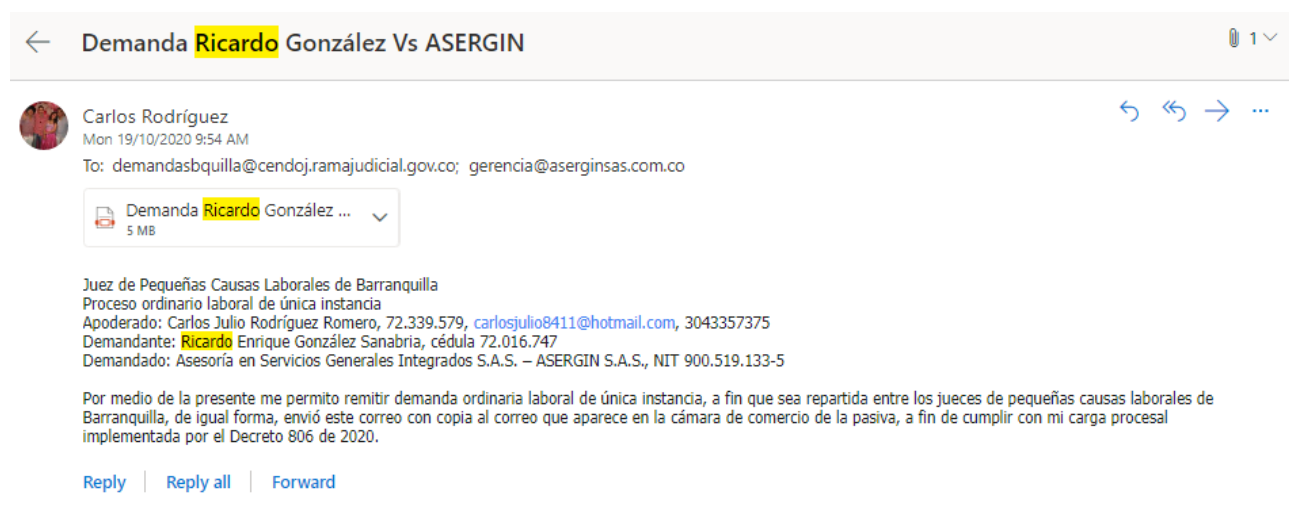 Demanda Ricardo González Vs ASERGIN
1
Carlos Rodríguez
Mon 19/10/2020 9:54 AM
To: demandasbquilla@cendoj.ramajudicial.gov.co; gerencia@aserginsas.com.co
Demanda Ricardo González ...
5 MB
Juez de Pequeñas Causas Laborales de Barranquilla
Proceso ordinario laboral de única instancia
Apoderado: Carlos Julio Rodríguez Romero, 72.339.579, carlosjulio8411@hotmail.com, 3043357375
Demandante: Ricardo Enrique González Sanabria, cédula 72.016.747
Demandado: Asesoría en Servicios Generales Integrados S.A.S. – ASERGIN S.A.S., NIT 900.519.133-5
Por medio de la presente me permito remitir demanda ordinaria laboral de única instancia, a fin que sea repartida entre los jueces de pequeñas causas laborales de
Barranquilla, de igual forma, envió este correo con copia al correo que aparece en la cámara de comercio de la pasiva, a fin de cumplir con mi carga procesal
implementada por el Decreto 806 de 2020.
Reply Reply all Forward